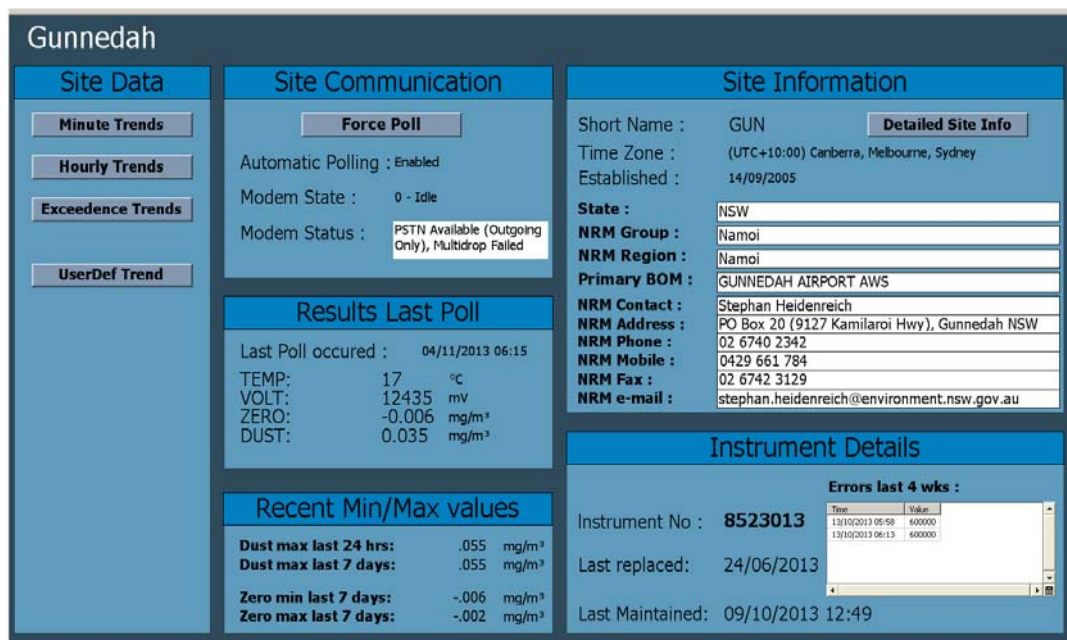 Gunnedah
Site Data
Minute Trends
Hourly Trends
Exceedence Trends
UserDef Trend
Site Communication
Force Poll
Automatic Polling : Enabled
Modem State : 0 - Idle
Modem Status : PSTN Available (Outgoing
Only), Multidrop Failed
Results Last Poll
Last Poll occured : 04/11/2013 06:15
TEMP: 17 °C
VOLT: 12435 mV
ZERO: -0.006 mg/m³
DUST: 0.035 mg/m³
Recent Min/Max values
Dust max last 24 hrs: .055 mg/m³
Dust max last 7 days: .055 mg/m³
Zero min last 7 days: -.006 mg/m³
Zero max last 7 days: -.002 mg/m³
Site Information
Short Name : GUN Detailed Site Info
Time Zone : (UTC+10:00) Canberra, Melbourne, Sydney
Established : 14/09/2005
State : NSW
NRM Group : Namoi
NRM Region : Namoi
Primary BOM : GUNNEDAH AIRPORT AWS
NRM Contact : Stephan Heidenreich
NRM Address : PO Box 20 (9127 Kamilaroi Hwy), Gunnedah NSW
NRM Phone : 02 6740 2342
NRM Mobile : 0429 661 784
NRM Fax : 02 6742 3129
NRM e-mail : stephan.heidenreich@environment.nsw.gov.au
Instrument Details
Errors last 4 wks :
Time Value
13/10/2013 05:58 600000
13/10/2013 06:13 600000
Instrument No : 8523013
Last replaced: 24/06/2013
Last Maintained: 09/10/2013 12:49